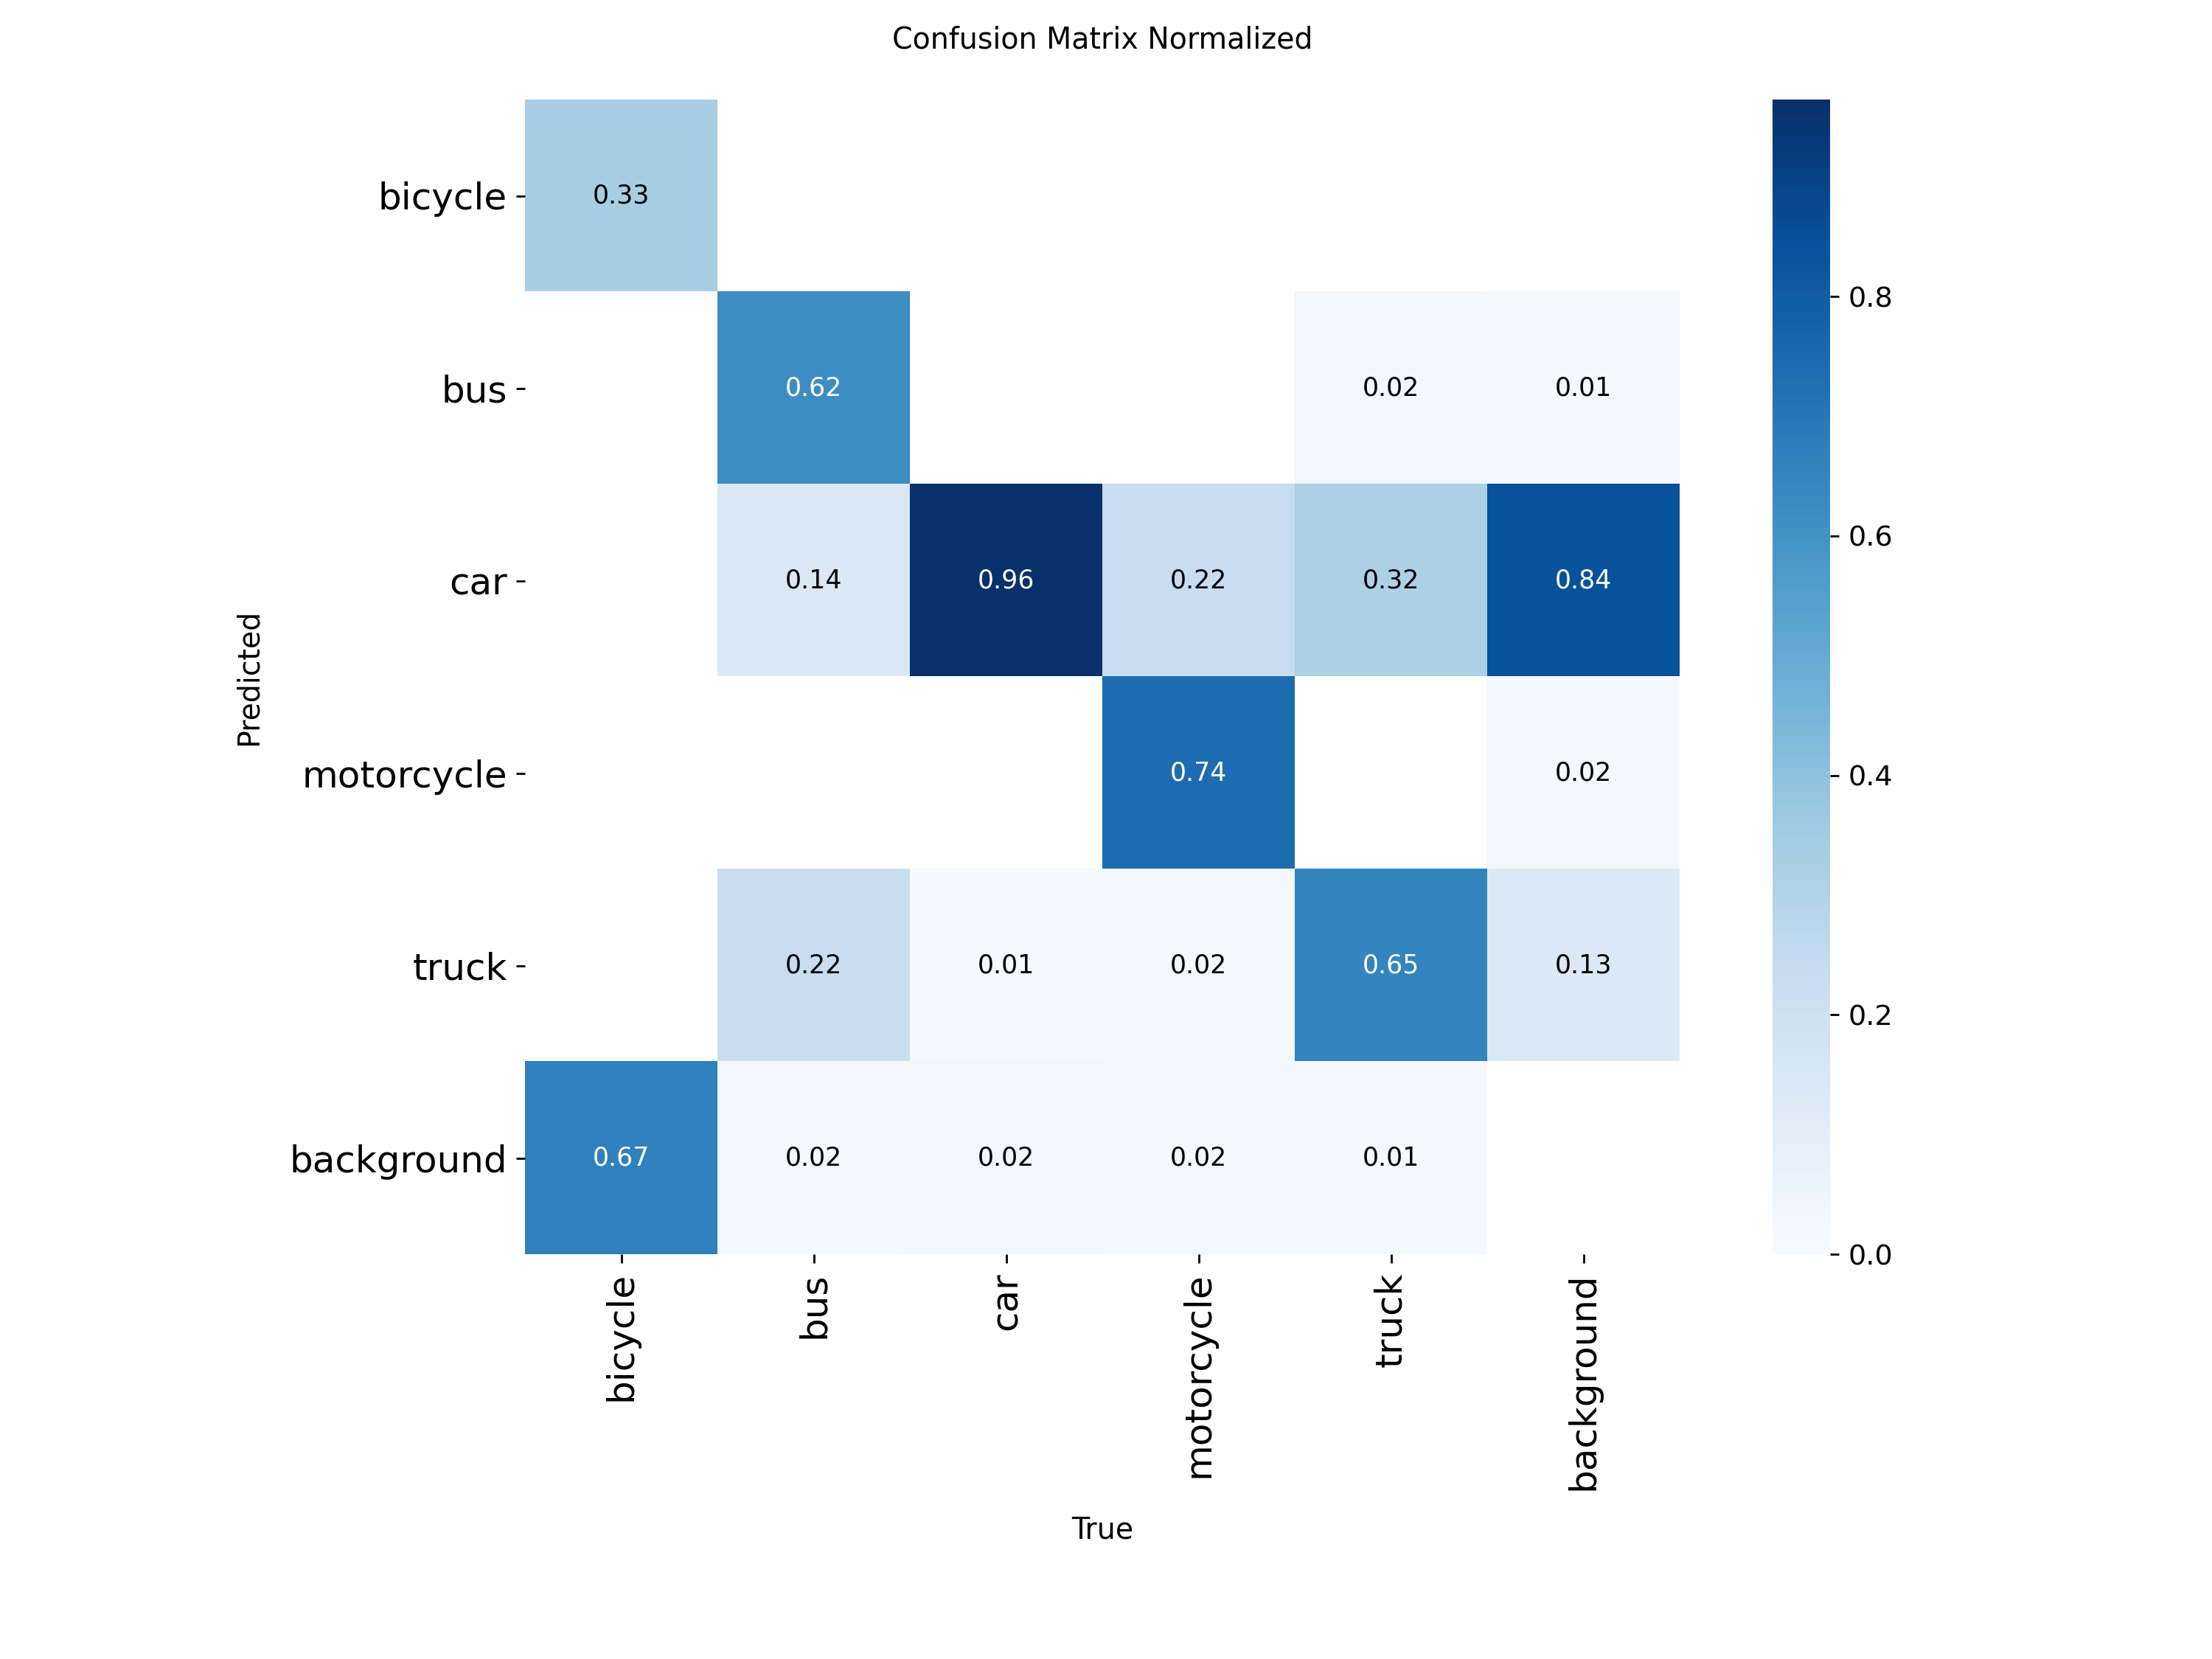 Confusion Matrix Normalized
bicycle
0.33
bus
0.62
0.02
0.01
0.8
car
0.14
0.96
0.22
0.32
0.84
0.6
Predicted
motorcycle
0.74
0.02
0.4
truck
0.22
0.01
0.02
0.65
0.13
0.2
background
0.67
0.02
0.02
0.02
0.01
0.0
bicycle
bus
car
motorcycle
truck
background
True